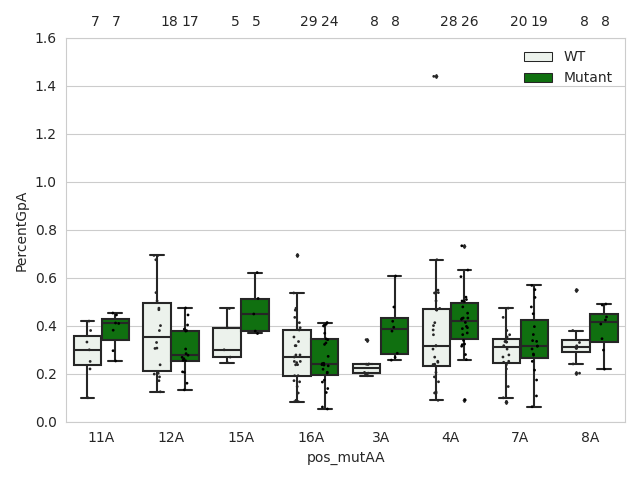 7 7 18 17 5 5 29 24 8 8 28 26 20 19 8 8
1.6
WT
1.4
Mutant
1.2
1.0
0.8
PercentGpA
0.6
0.4
0.2
0.0
11A 12A 15A 16A 3A 4A 7A 8A
pos_mutAA